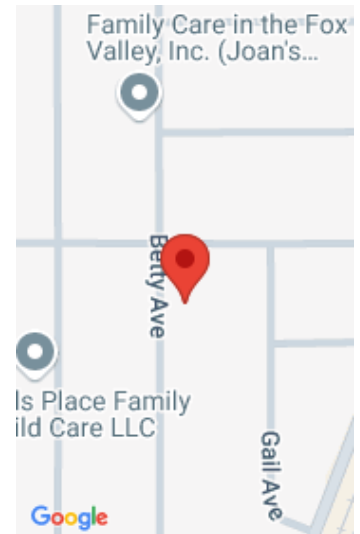 Family Care in the Fox
Valley, Inc. (Joan's...
Betty Ave
ls Place Family
ild Care LLC
Gail Ave
Google